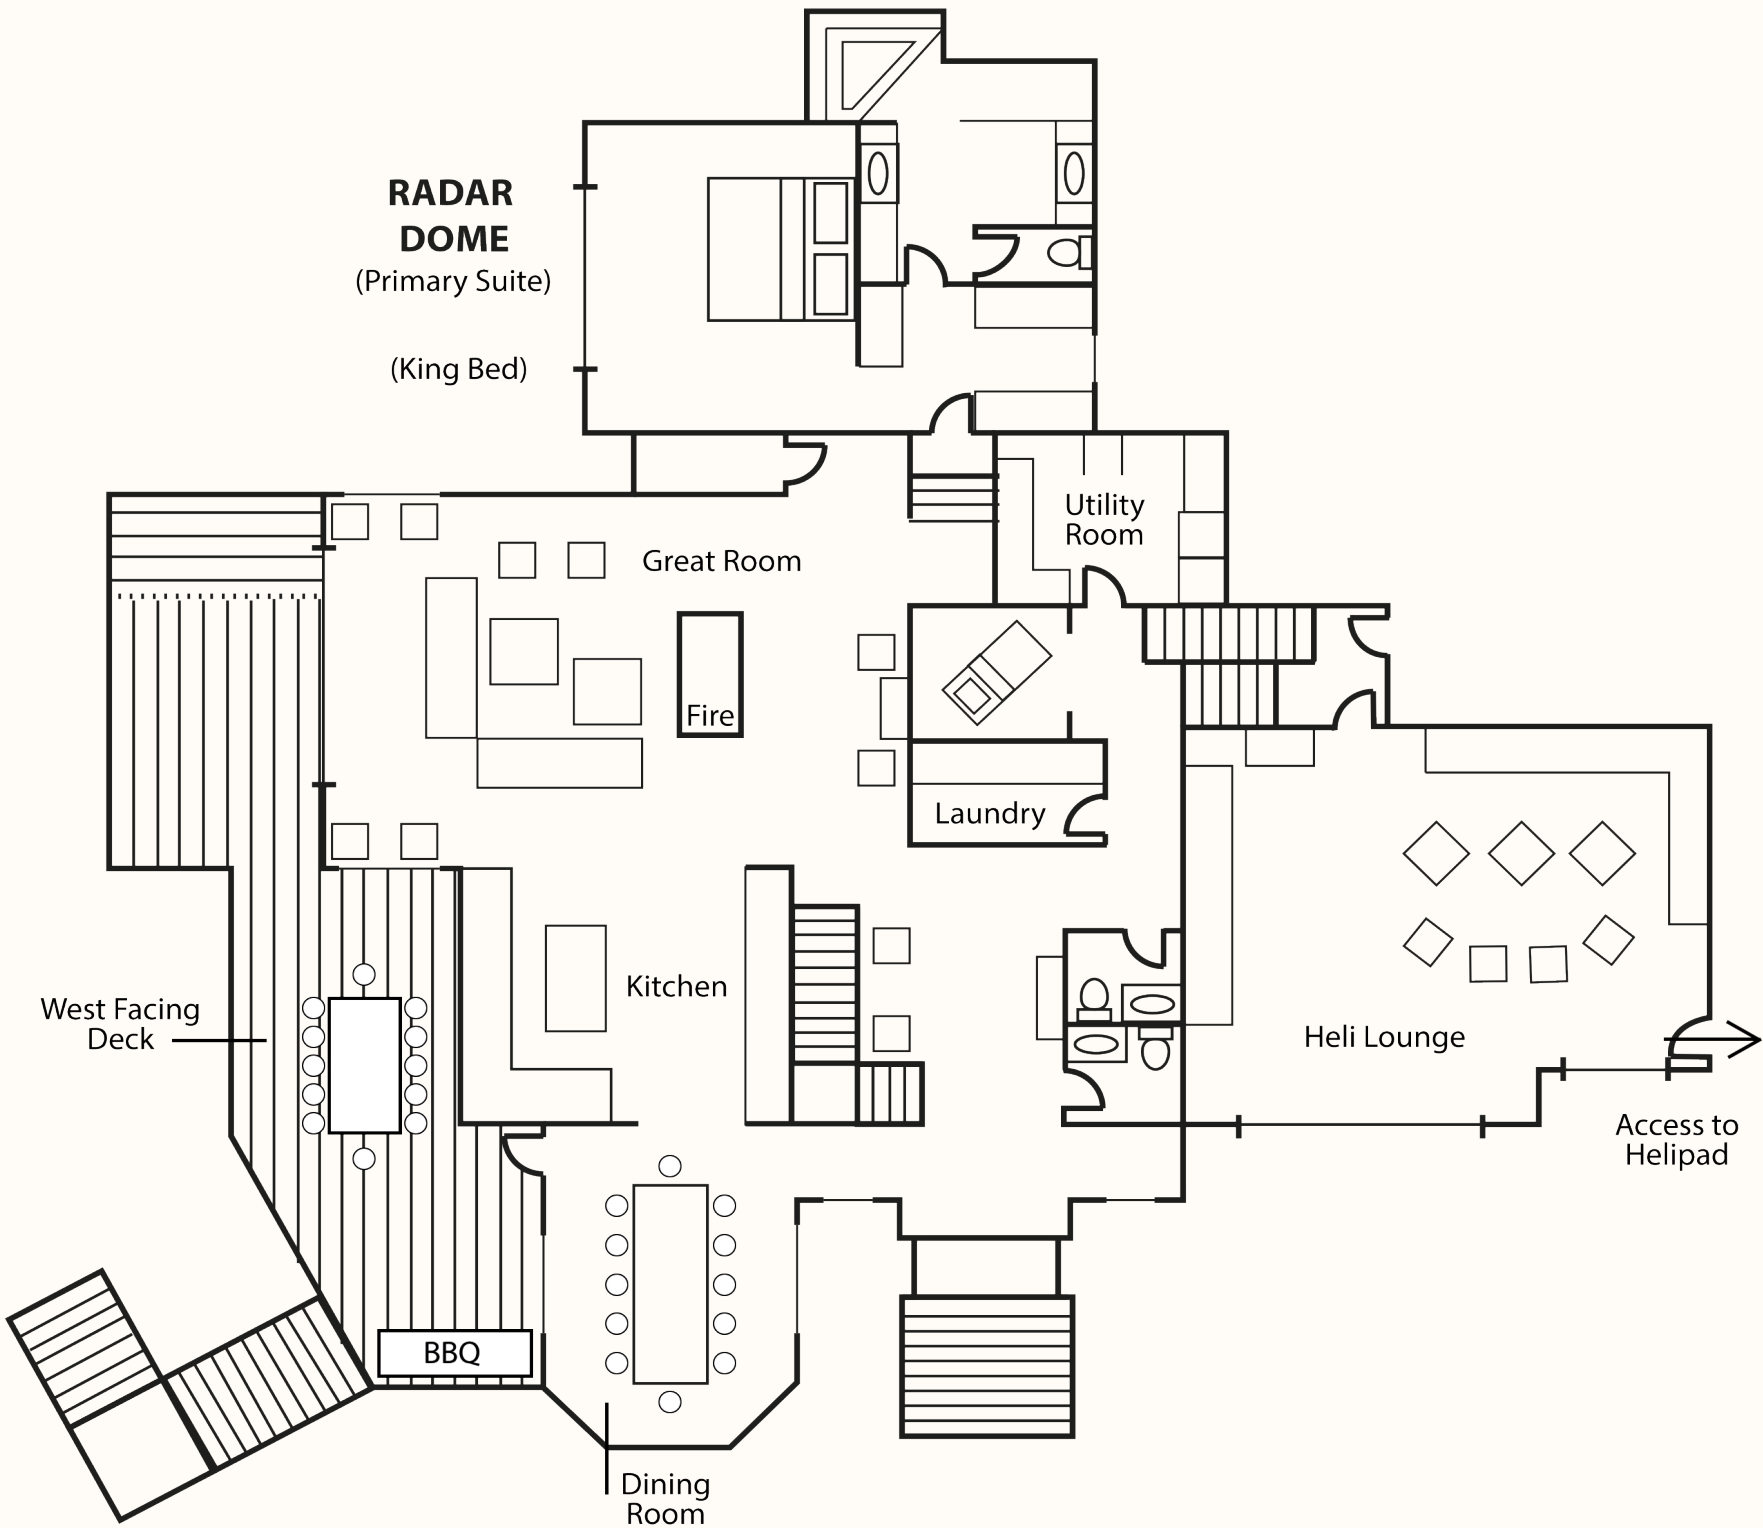 RADAR
DOME
(Primary Suite)
(King Bed)
Utility
Room
Great Room
Fire
Laundry
Kitchen
West Facing
Deck
Heli Lounge
Access to
Helipad
BBQ
Dining
Room